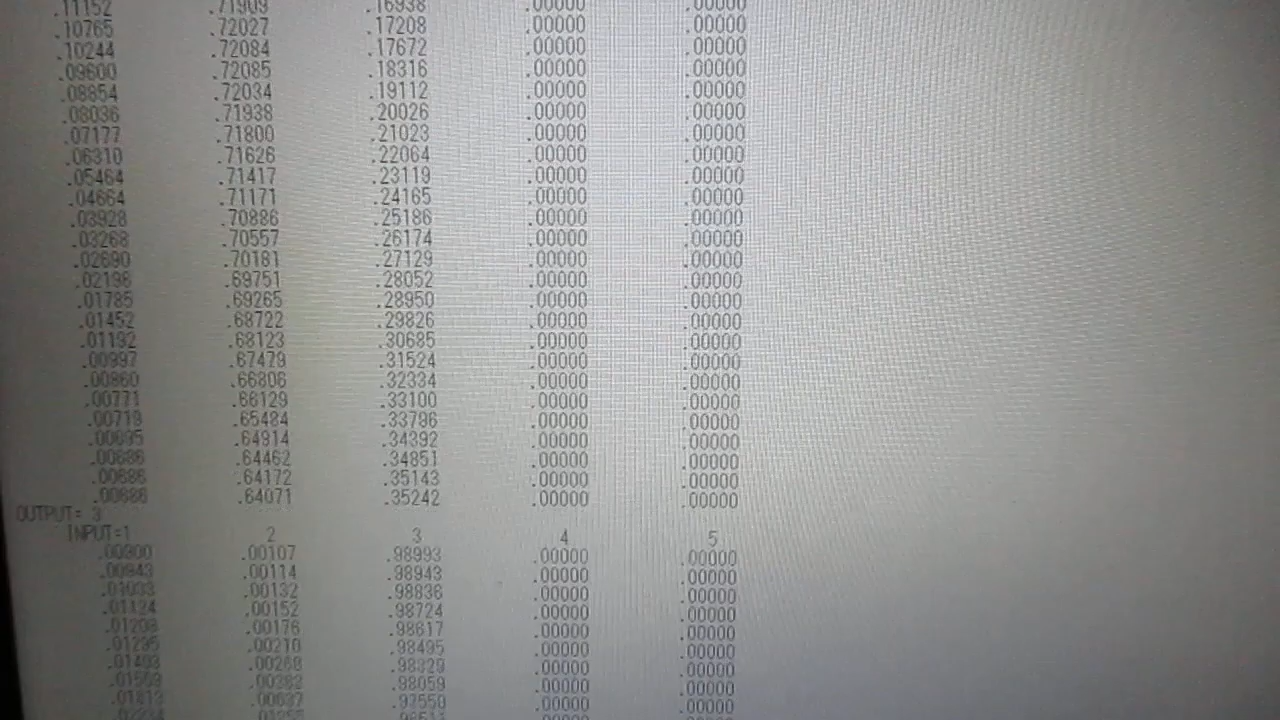 .11152 .71909 .16938 .00000 .00000
.10765 .72027 .17208 .00000 .00000
.10244 .72084 .17672 .00000 .00000
.09600 .72085 .18316 .00000 .00000
.08854 .72034 .19112 .00000 .00000
.08036 .71938 .20026 .00000 .00000
.07177 .71800 .21023 .00000 .00000
.06310 .71626 .22064 .00000 .00000
.05464 .71417 .23119 .00000 .00000
.04664 .71171 .24165 .00000 .00000
.03928 .70886 .25186 .00000 .00000
.03268 .70557 .26174 .00000 .00000
.02690 .70181 .27129 .00000 .00000
.02196 .69751 .28052 .00000 .00000
.01785 .69265 .28950 .00000 .00000
.01452 .68722 .29826 .00000 .00000
.01192 .68123 .30685 .00000 .00000
.00997 .67479 .31524 .00000 .00000
.00860 .66806 .32334 .00000 .00000
.00771 .66129 .33100 .00000 .00000
.00719 .65484 .33796 .00000 .00000
.00695 .64914 .34392 .00000 .00000
.00686 .64462 .34851 .00000 .00000
.00686 .64172 .35143 .00000 .00000
.00686 .64071 .35242 .00000 .00000
OUTPUT= 3
INPUT=1 2 3 4 5
.00900 .00107 .98993 .00000 .00000
.00943 .00114 .98943 .00000 .00000
.01033 .00132 .98836 .00000 .00000
.01124 .00152 .98724 .00000 .00000
.01208 .00176 .98617 .00000 .00000
.01295 .00210 .98495 .00000 .00000
.01403 .00268 .98329 .00000 .00000
.01559 .00382 .98059 .00000 .00000
.01813 .00637 .97550 .00000 .00000